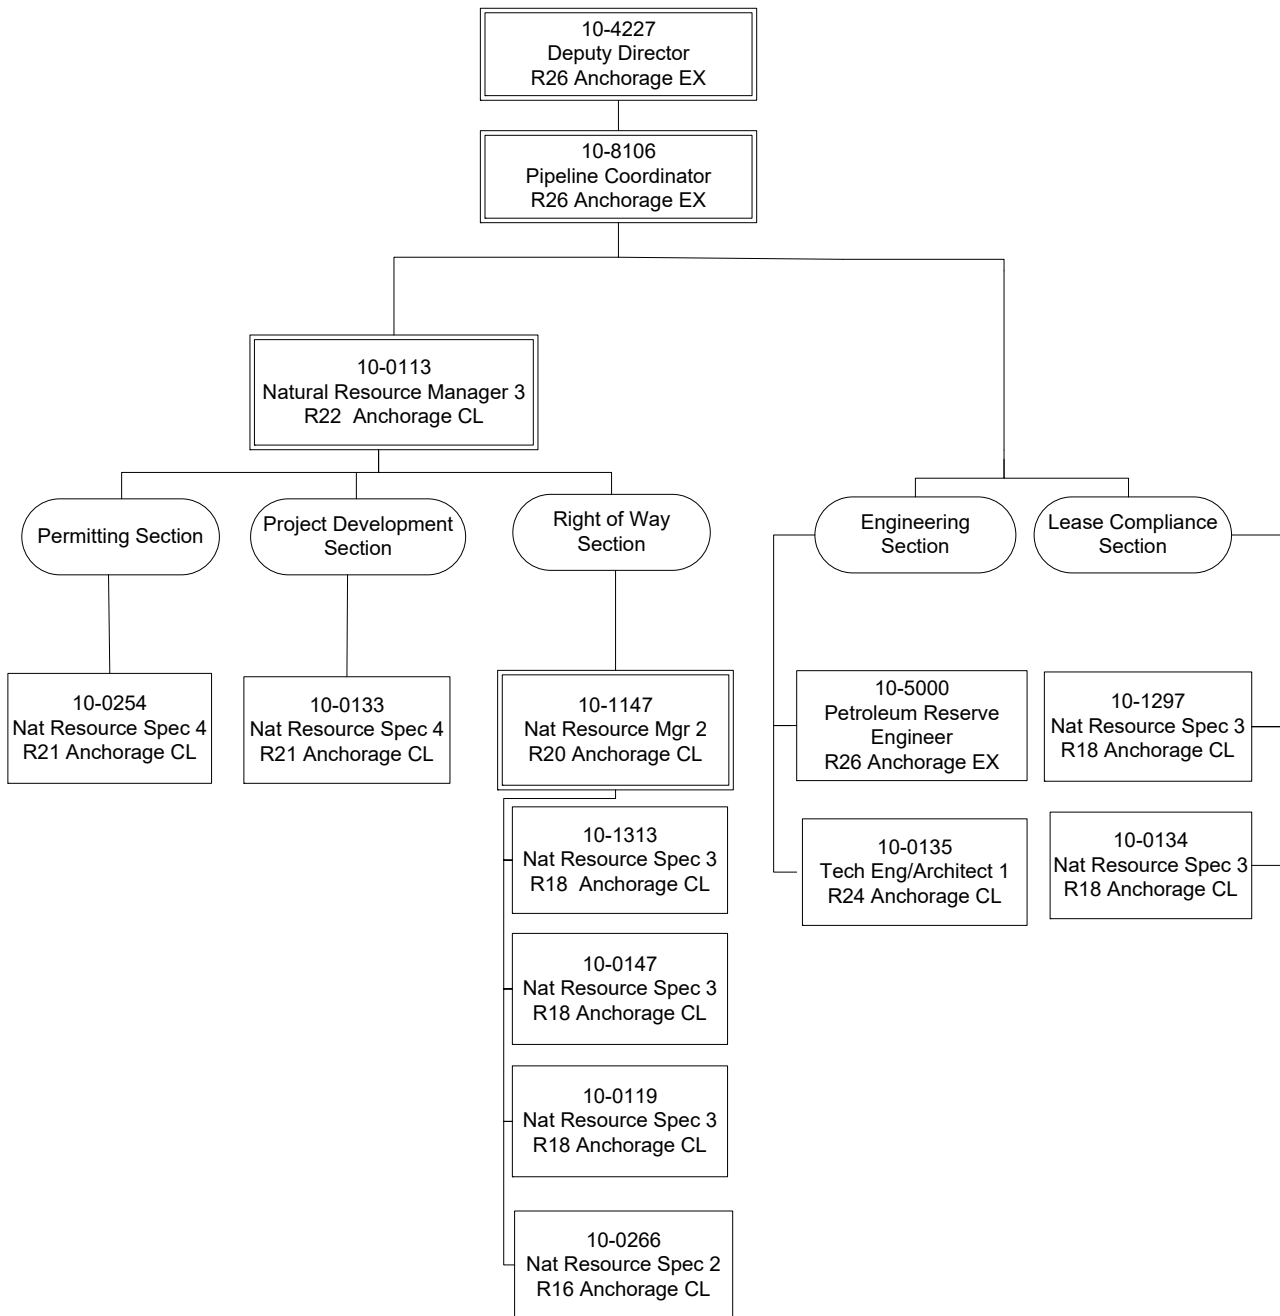 10-4227
Deputy Director
R26 Anchorage EX
10-8106
Pipeline Coordinator
R26 Anchorage EX
10-0113
Natural Resource Manager 3
R22  Anchorage CL
Permitting Section
Project Development
Section
Right of Way
Section
Engineering
Section
Lease Compliance
Section
10-0254
Nat Resource Spec 4
R21 Anchorage CL
10-0133
Nat Resource Spec 4
R21 Anchorage CL
10-1147
Nat Resource Mgr 2
R20 Anchorage CL
10-5000
Petroleum Reserve
Engineer
R26 Anchorage EX
10-1297
Nat Resource Spec 3
R18 Anchorage CL
10-1313
Nat Resource Spec 3
R18  Anchorage CL
10-0135
Tech Eng/Architect 1
R24 Anchorage CL
10-0134
Nat Resource Spec 3
R18 Anchorage CL
10-0147
Nat Resource Spec 3
R18 Anchorage CL
10-0119
Nat Resource Spec 3
R18 Anchorage CL
10-0266
Nat Resource Spec 2
R16 Anchorage CL